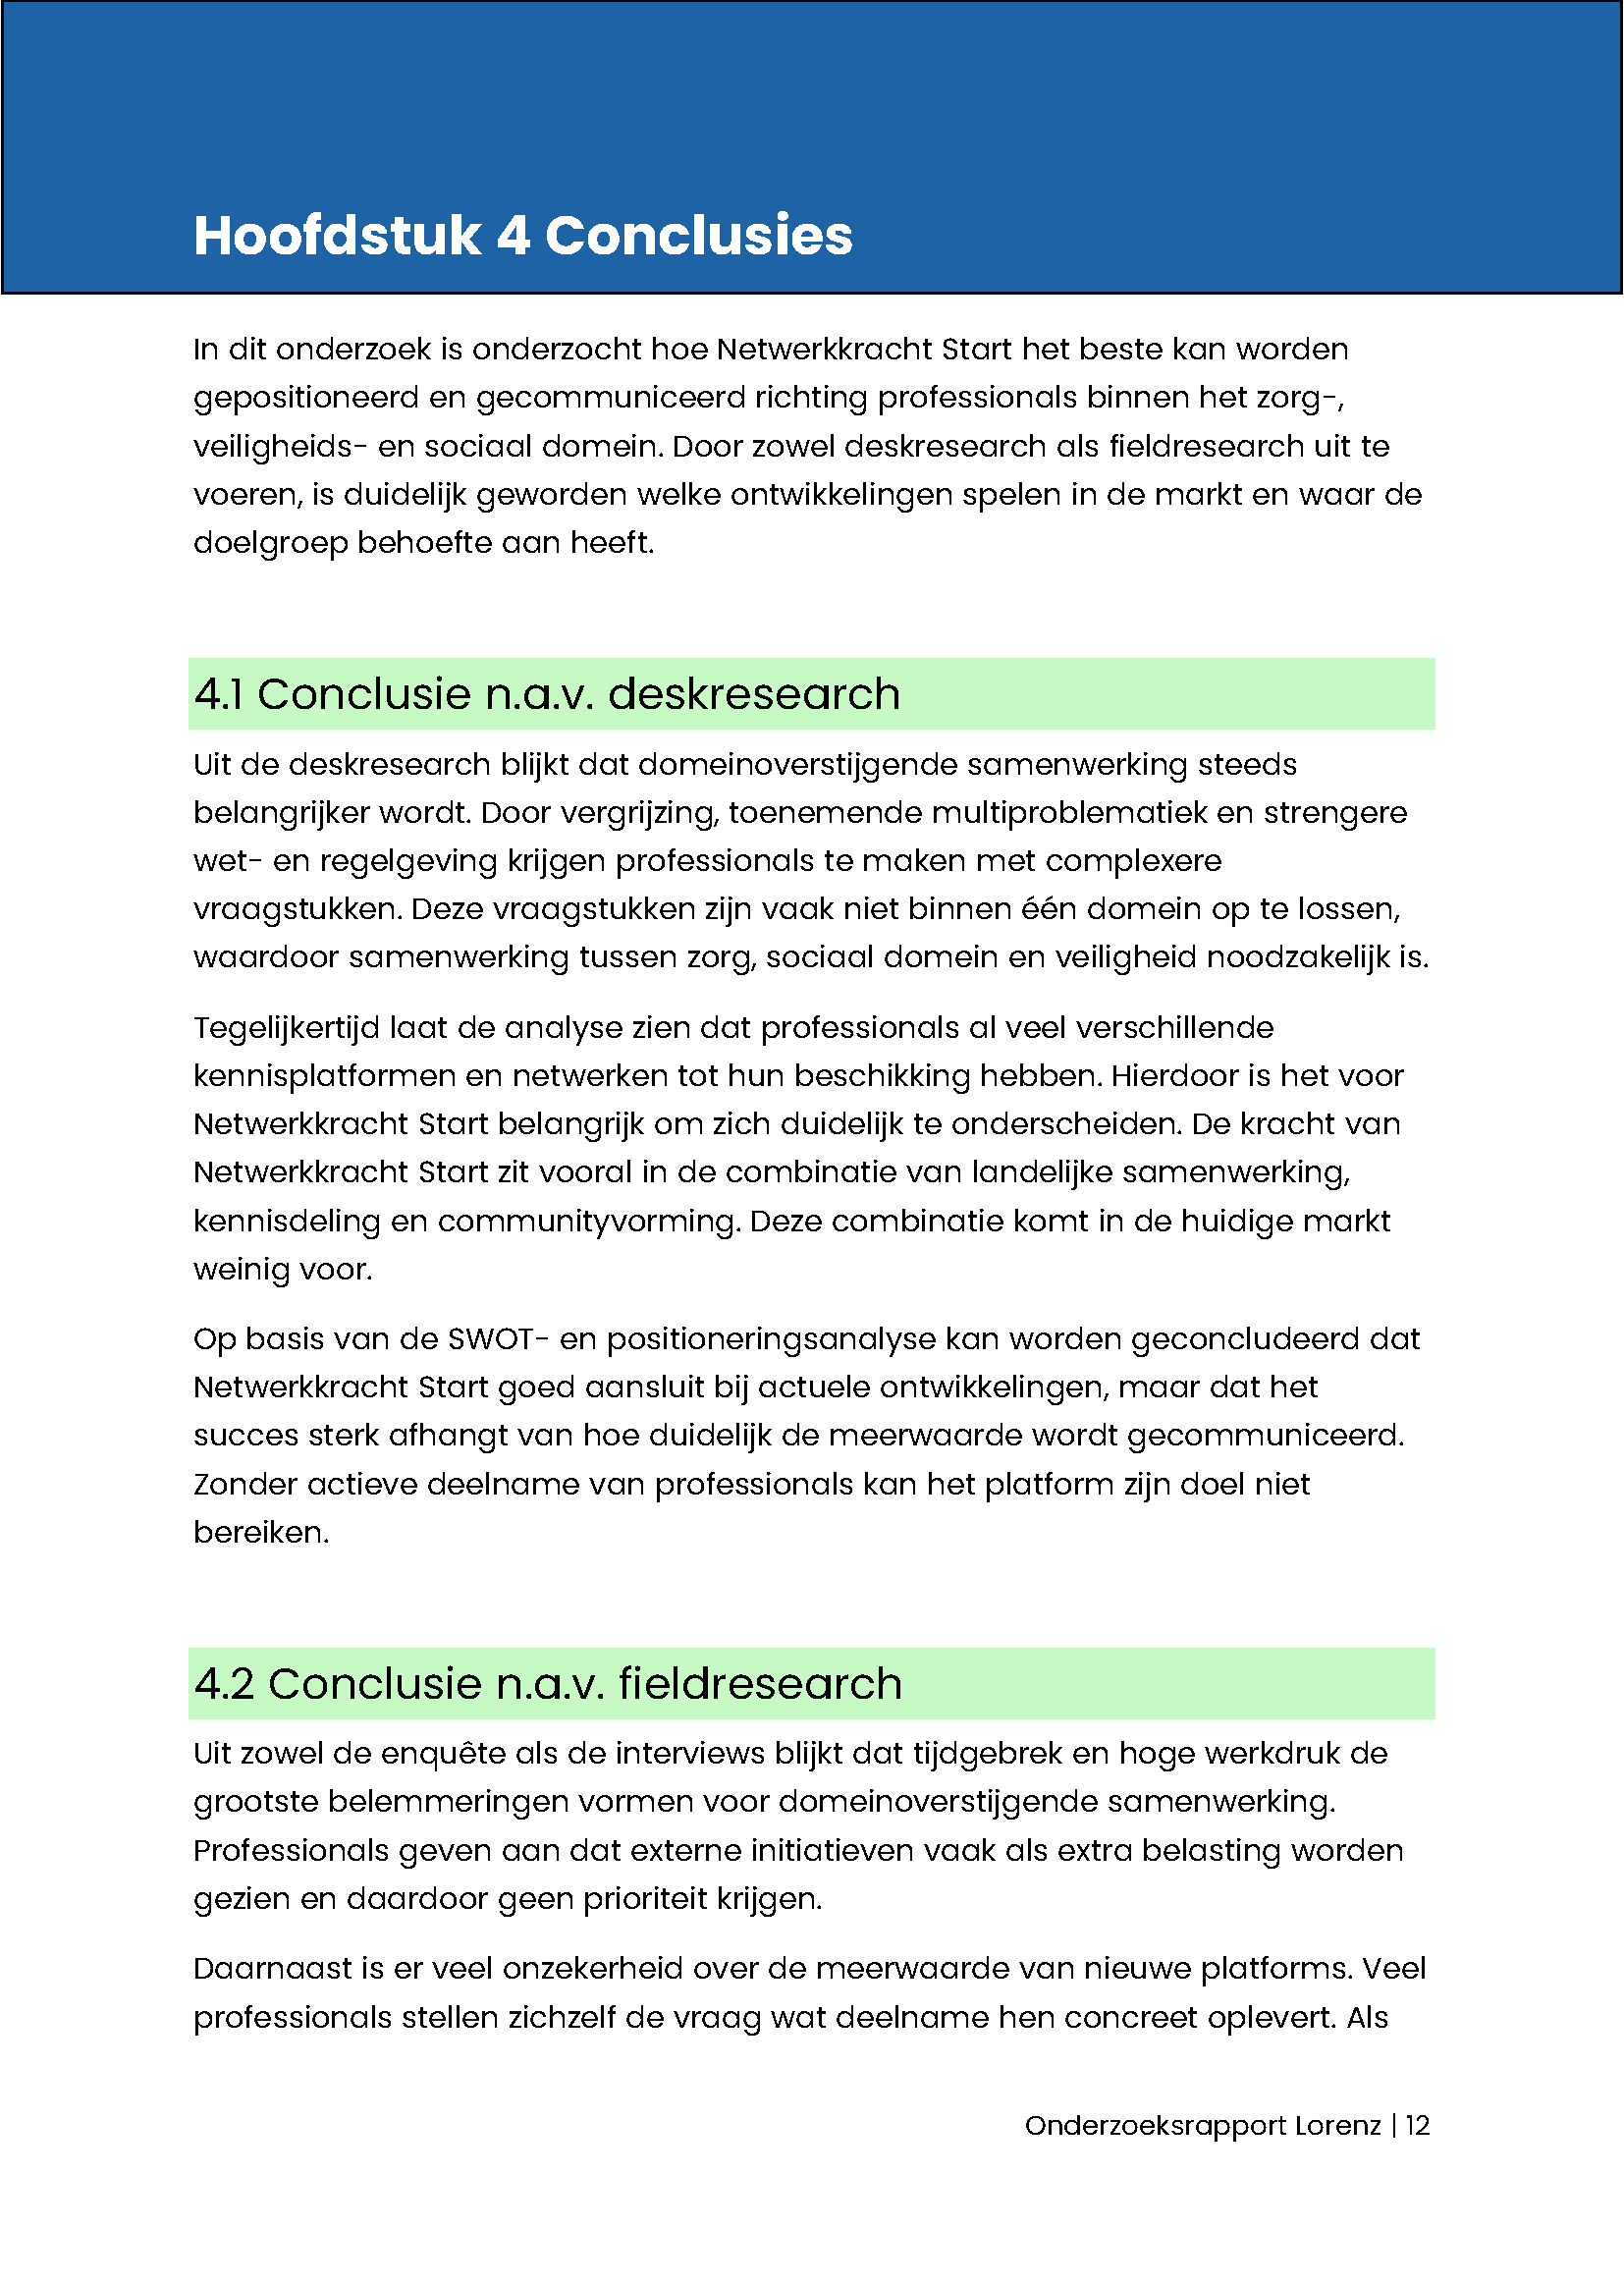 Hoofdstuk 4 Conclusies
In dit onderzoek is onderzocht hoe Netwerkkracht Start het beste kan worden
gepositioneerd en gecommuniceerd richting professionals binnen het zorg-,
veiligheids- en sociaal domein. Door zowel deskresearch als fieldresearch uit te
voeren, is duidelijk geworden welke ontwikkelingen spelen in de markt en waar de
doelgroep behoefte aan heeft.
4.1 Conclusie n.a.v. deskresearch
Uit de deskresearch blijkt dat domeinoverstijgende samenwerking steeds
belangrijker wordt. Door vergrijzing, toenemende multiproblematiek en strengere
wet- en regelgeving krijgen professionals te maken met complexere
vraagstukken. Deze vraagstukken zijn vaak niet binnen één domein op te lossen,
waardoor samenwerking tussen zorg, sociaal domein en veiligheid noodzakelijk is.
Tegelijkertijd laat de analyse zien dat professionals al veel verschillende
kennisplatformen en netwerken tot hun beschikking hebben. Hierdoor is het voor
Netwerkkracht Start belangrijk om zich duidelijk te onderscheiden. De kracht van
Netwerkkracht Start zit vooral in de combinatie van landelijke samenwerking,
kennisdeling en communityvorming. Deze combinatie komt in de huidige markt
weinig voor.
Op basis van de SWOT- en positioneringsanalyse kan worden geconcludeerd dat
Netwerkkracht Start goed aansluit bij actuele ontwikkelingen, maar dat het
succes sterk afhangt van hoe duidelijk de meerwaarde wordt gecommuniceerd.
Zonder actieve deelname van professionals kan het platform zijn doel niet
bereiken.
4.2 Conclusie n.a.v. fieldresearch
Uit zowel de enquête als de interviews blijkt dat tijdgebrek en hoge werkdruk de
grootste belemmeringen vormen voor domeinoverstijgende samenwerking.
Professionals geven aan dat externe initiatieven vaak als extra belasting worden
gezien en daardoor geen prioriteit krijgen.
Daarnaast is er veel onzekerheid over de meerwaarde van nieuwe platforms. Veel
professionals stellen zichzelf de vraag wat deelname hen concreet oplevert. Als
Onderzoeksrapport Lorenz | 12